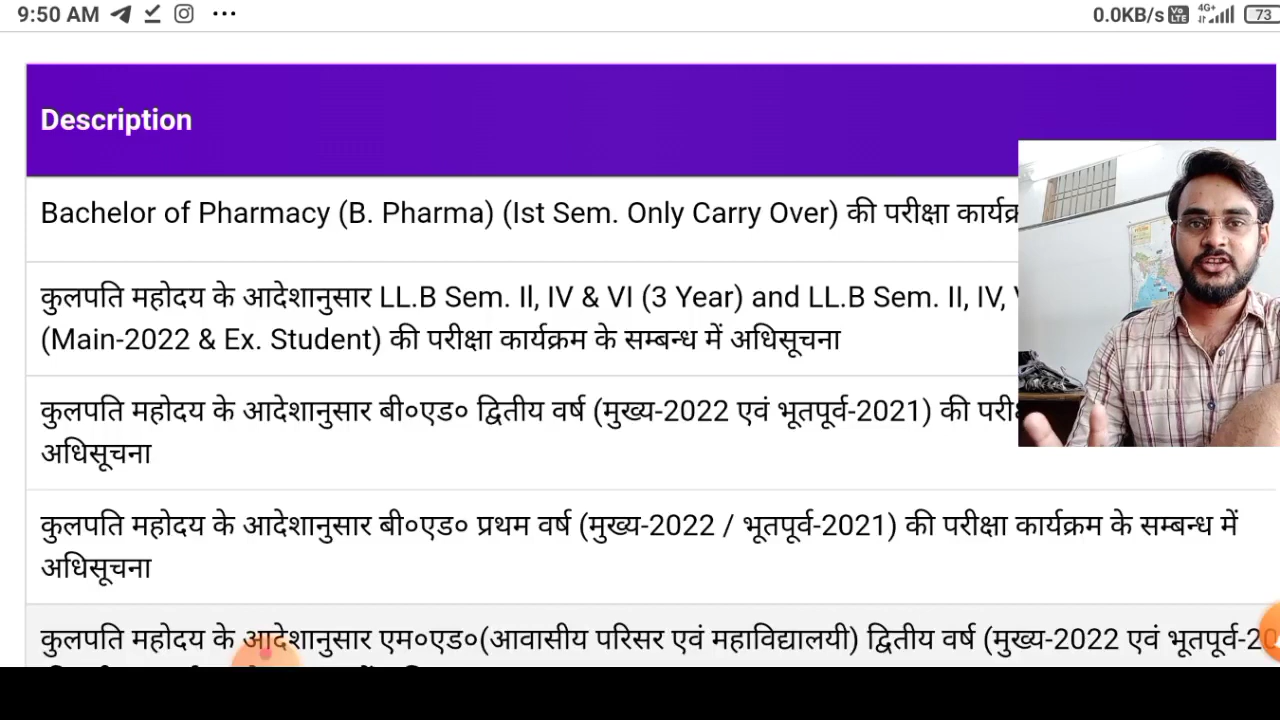 9:50 AM
0.0KB/s Vo LTE 4G+ 73
Description
Bachelor of Pharmacy (B. Pharma) (Ist Sem. Only Carry Over) की परीक्षा
कुलपति महोदय के आदेशानुसार LL.B Sem. II, IV & VI (3 Year) and LL.B Sem. II, IV,
(Main-2022 & Ex. Student) की परीक्षा कार्यक्रम के सम्बन्ध में अधिसूचना
कुलपति महोदय के आदेशानुसार बी०एड० द्वितीय वर्ष (मुख्य-2022 एवं भूतपूर्व-2021) की
अधिसूचना
कुलपति महोदय के आदेशानुसार बी०एड० प्रथम वर्ष (मुख्य-2022 / भूतपूर्व-2021) की परीक्षा कार्यक्रम के सम्बन्ध में
अधिसूचना
कुलपति महोदय के आदेशानुसार एम०एड०(आवासीय परिसर एवं महाविद्यालयी) द्वितीय वर्ष (मुख्य-2022 एवं भूतपूर्व-20